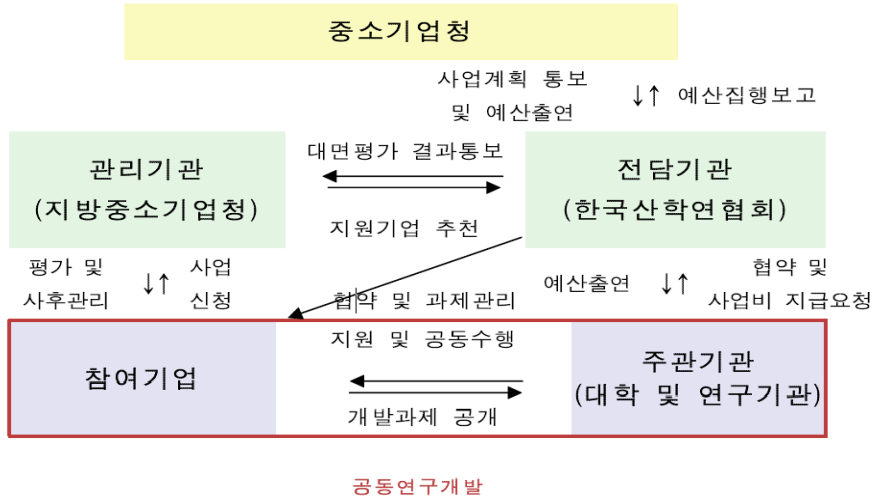 중소기업청
사업계획 통보
및 예산출연
↓↑ 예산집행보고
관리기관
(지방중소기업청)
대면평가 결과통보
지원기업 추천
전담기관
(한국산학연협회)
평가 및
사후관리
↓↑
사업
신청
협약 및 과제관리
예산출연
↓↑
협약 및
사업비 지급요청
참여기업
지원 및 공동수행
개발과제 공개
주관기관
(대학 및 연구기관)
공동연구개발